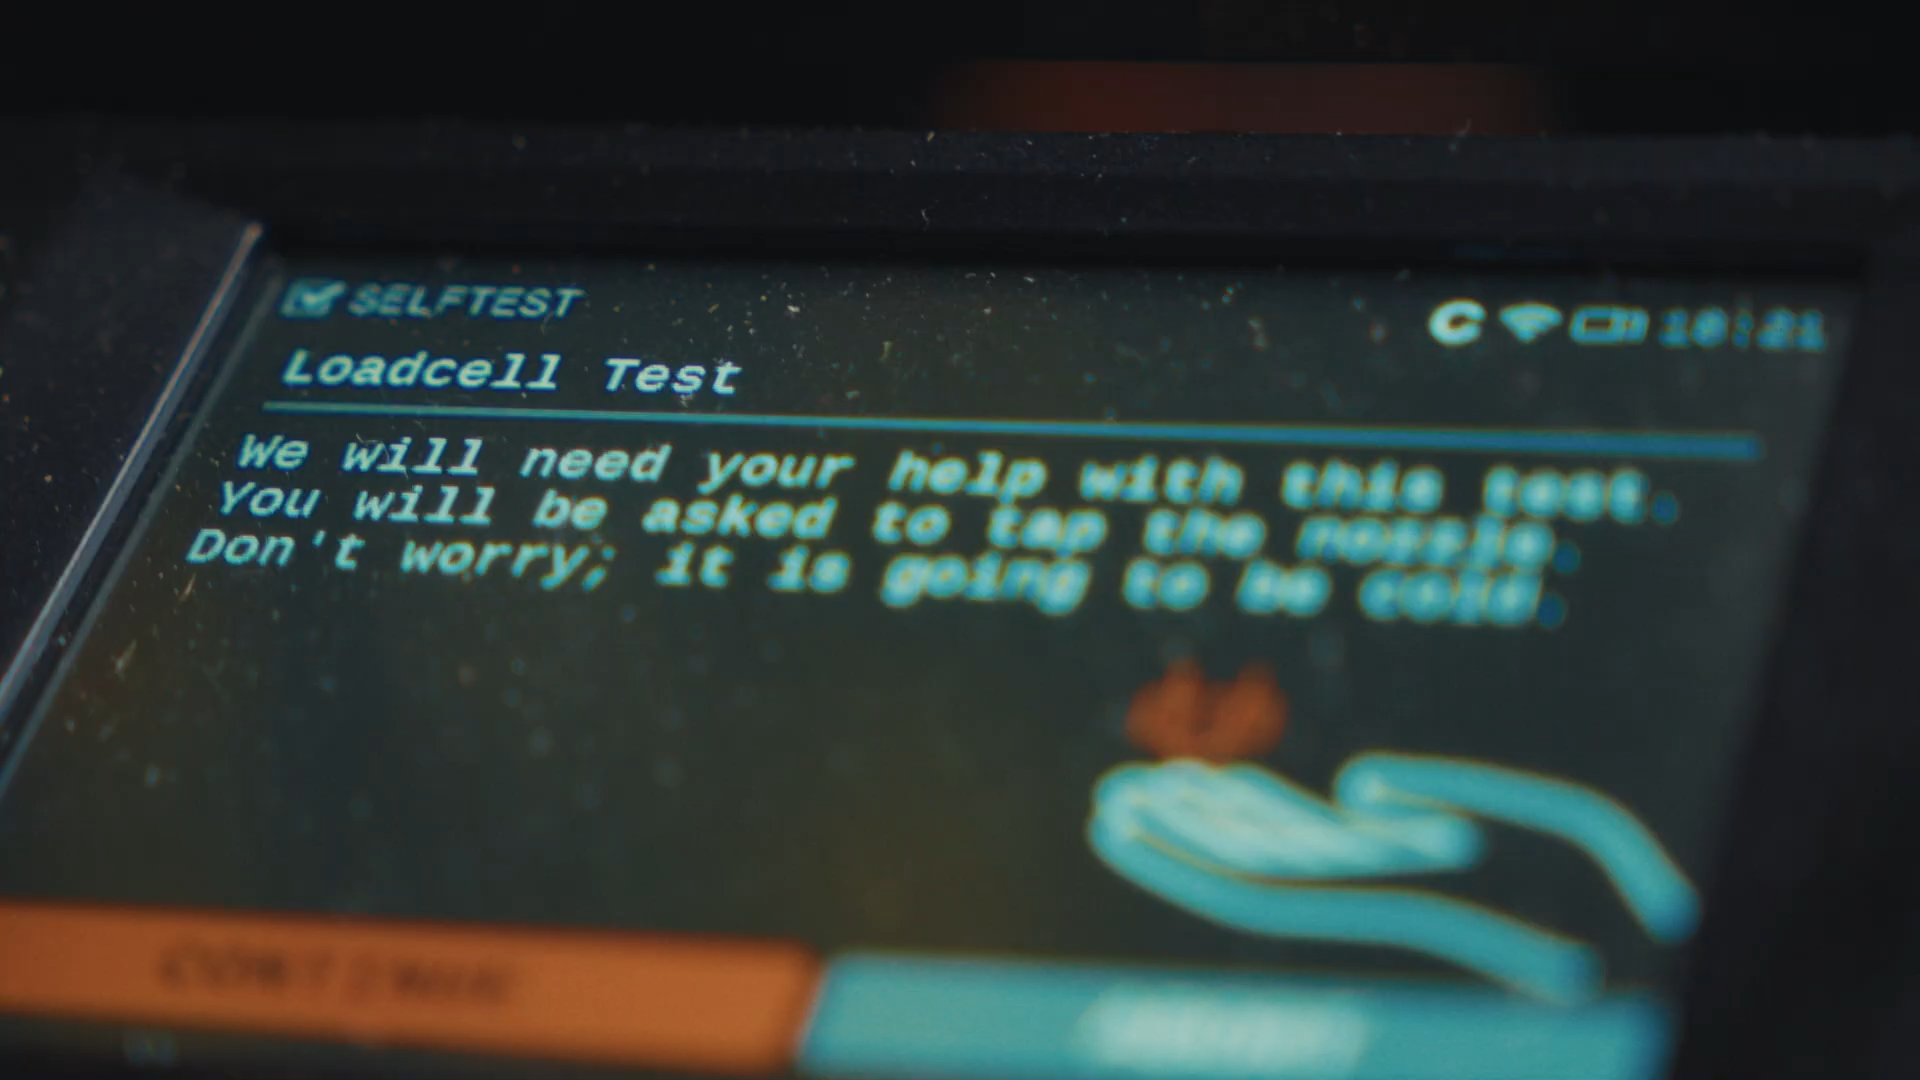 SELFTEST
Loadcell Test
We will need your help with this test.
You will be asked to tap the nozzle.
Don't worry; it is going to be cold.
CONTINUE